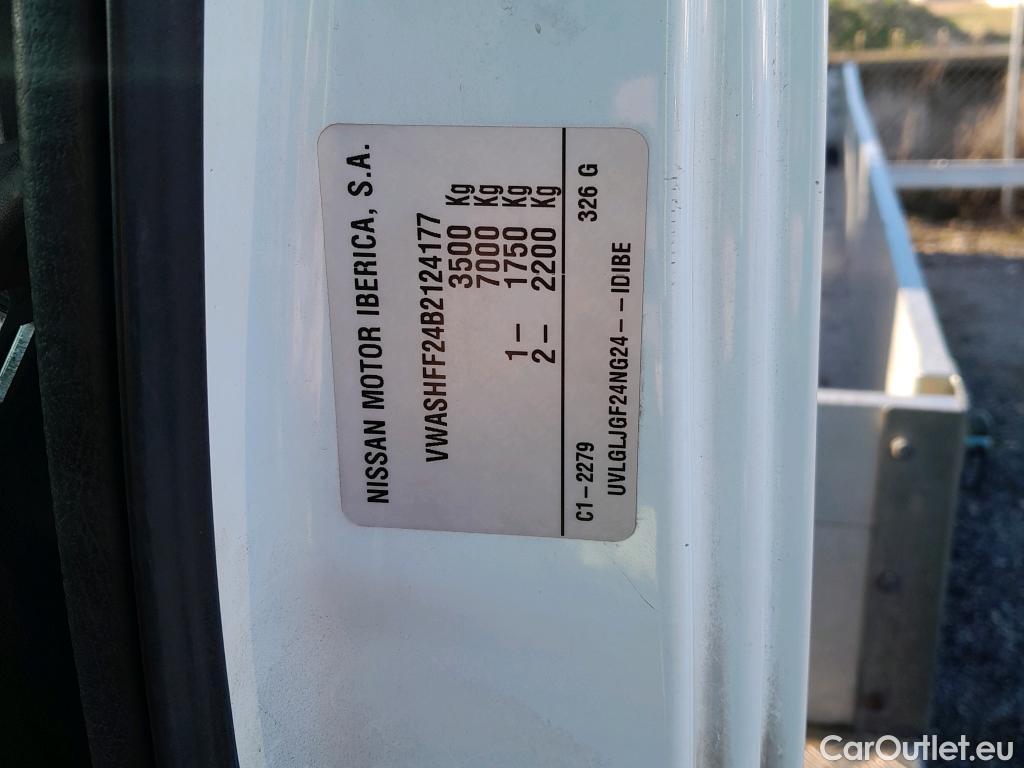 NISSAN MOTOR IBERICA, S.A.
VWASHFF24B2124177
3500 Kg
7000 Kg
1– 1750 Kg
2– 2200 Kg
C1–2279 326 G
UVLGLJGF24NG24– –IDIBE
CarOutlet.eu